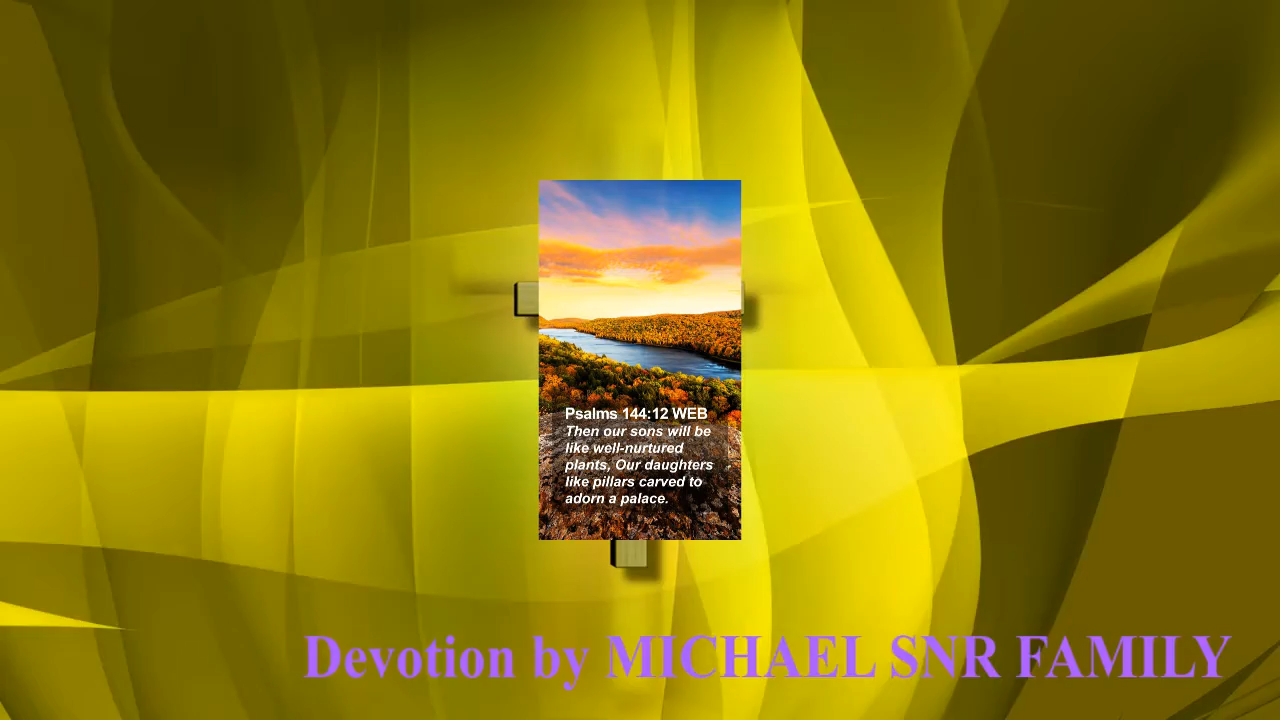 Psalms 144:12 WEB
Then our sons will be
like well-nurtured
plants, Our daughters
like pillars carved to
adorn a palace.
Devotion by MICHAEL SNR FAMILY